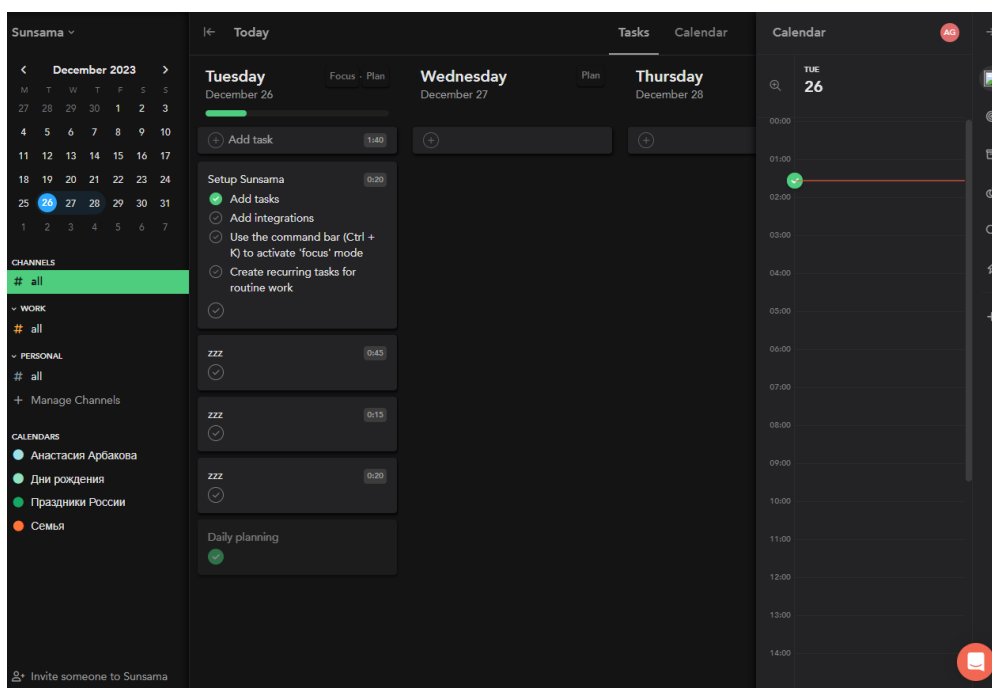 Sunsama
December 2023
M T W T F S S
27 28 29 30 1 2 3
4 5 6 7 8 9 10
11 12 13 14 15 16 17
18 19 20 21 22 23 24
25 26 27 28 29 30 31
1 2 3 4 5 6 7
CHANNELS
# all
WORK
# all
PERSONAL
# all
+ Manage Channels
CALENDARS
Анастасия Арбакова
Дни рождения
Праздники России
Семья
Invite someone to Sunsama
Today
Tasks Calendar
Tuesday Focus · Plan
December 26
Add task 1:40
Setup Sunsama 0:20
Add tasks
Add integrations
Use the command bar (Ctrl +
K) to activate 'focus' mode
Create recurring tasks for
routine work
zzz 0:45
zzz 0:15
zzz 0:20
Daily planning
Wednesday Plan
December 27
Thursday
December 28
Calendar AG
TUE
26
00:00
01:00
02:00
03:00
04:00
05:00
06:00
07:00
08:00
09:00
10:00
11:00
12:00
13:00
14:00